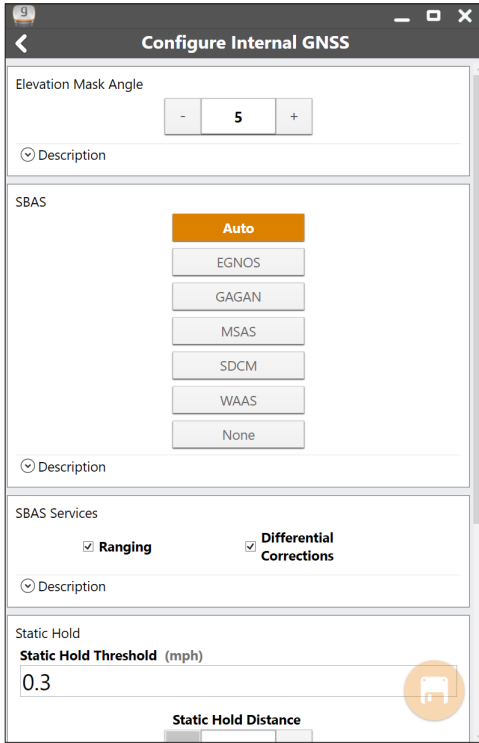 9
Configure Internal GNSS
Elevation Mask Angle
- 5 +
Description
SBAS
Auto
EGNOS
GAGAN
MSAS
SDCM
WAAS
None
Description
SBAS Services
Ranging
Differential
Corrections
Description
Static Hold
Static Hold Threshold (mph)
0.3
Static Hold Distance